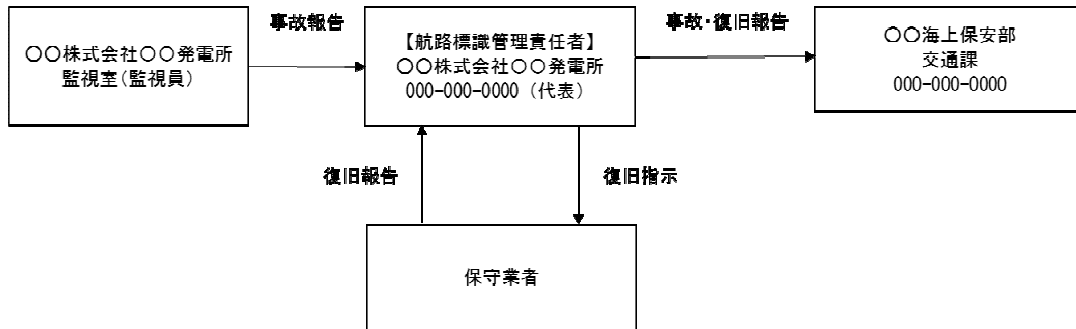 事故報告
事故・復旧報告
〇〇株式会社〇〇発電所
監視室(監視員)
【航路標識管理責任者】
〇〇株式会社〇〇発電所
000-000-0000 (代表)
〇〇海上保安部
交通課
000-000-0000
復旧報告
復旧指示
保守業者